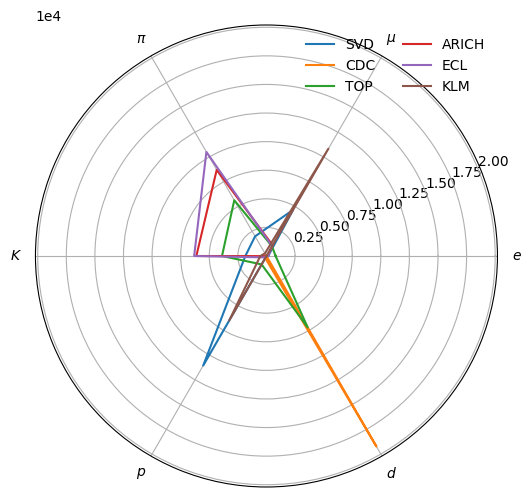 1e4
π
μ
SVD
CDC
TOP
ARICH
ECL
KLM
2.00
1.75
1.50
1.25
1.00
0.75
0.50
0.25
K
e
p
d